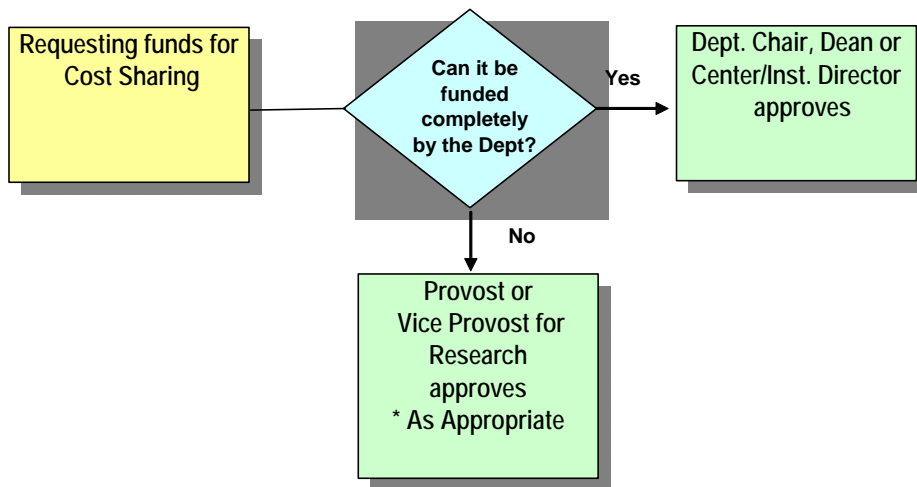 Requesting funds for
Cost Sharing
Can it be
funded
completely
by the Dept?
Yes
Dept. Chair, Dean or
Center/Inst. Director
approves
No
Provost or
Vice Provost for
Research
approves
* As Appropriate